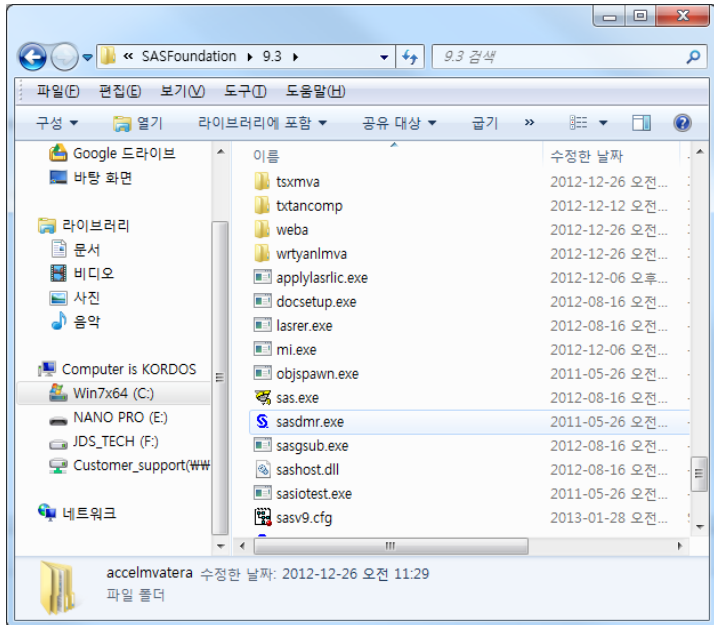 « SASFoundation ▸ 9.3 ▸
9.3 검색
파일(F) 편집(E) 보기(V) 도구(T) 도움말(H)
구성 열기 라이브러리에 포함 공유 대상 굽기 »
Google 드라이브
바탕 화면
라이브러리
문서
비디오
사진
음악
Computer is KORDOS
Win7x64 (C:)
NANO PRO (E:)
JDS_TECH (F:)
Customer_support(₩₩
네트워크
이름 수정한 날짜
tsxmva 2012-12-26 오전...
txtancomp 2012-12-12 오전...
weba 2012-12-26 오전...
wrtyanlmva 2012-12-26 오전...
applylasrlic.exe 2012-12-06 오후...
docsetup.exe 2012-08-16 오전...
lasrer.exe 2012-08-16 오전...
mi.exe 2012-12-06 오전...
objspawn.exe 2011-05-26 오전...
sas.exe 2012-08-16 오전...
sasdmr.exe 2011-05-26 오전...
sasgsub.exe 2012-08-16 오전...
sashost.dll 2012-08-16 오전...
sasiotest.exe 2011-05-26 오전...
sasv9.cfg 2013-01-28 오전...
accelmvatera 수정한 날짜: 2012-12-26 오전 11:29
파일 폴더